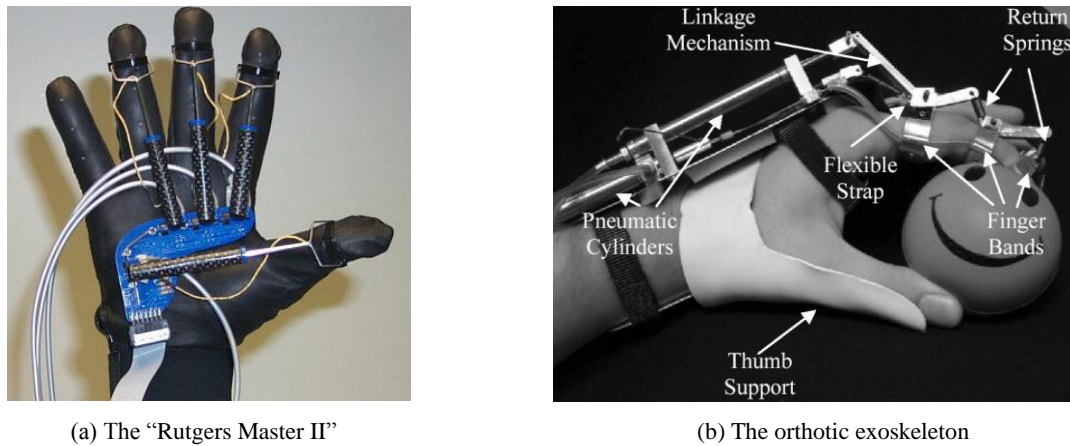 Linkage
Mechanism
Return
Springs
Flexible
Strap
Pneumatic
Cylinders
Finger
Bands
Thumb
Support
(a) The “Rutgers Master II”
(b) The orthotic exoskeleton